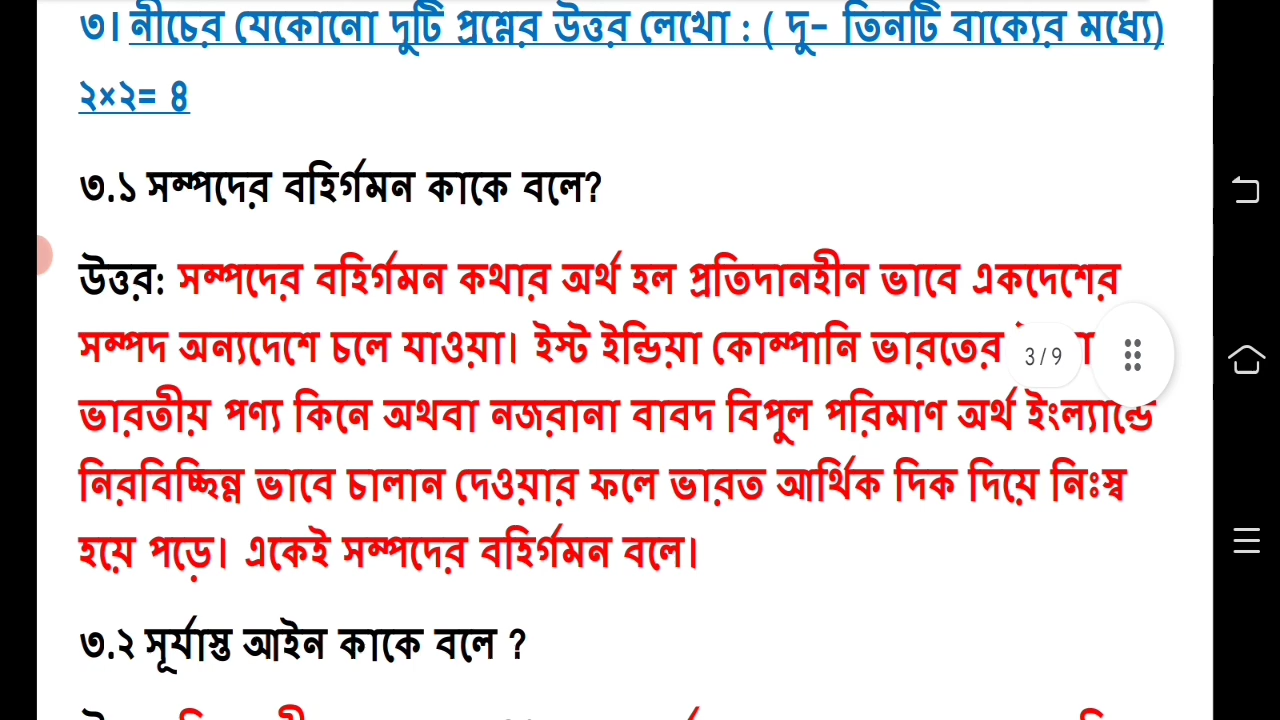 ৩। নীচের যেকোনো দুটি প্রশ্নের উত্তর লেখো : ( দু- তিনটি বাক্যের মধ্যে)
২×২= 8
৩.১ সম্পদের বহির্গমন কাকে বলে?
উত্তর: সম্পদের বহির্গমন কথার অর্থ হল প্রতিদানহীন ভাবে একদেশের
সম্পদ অন্যদেশে চলে যাওয়া। ইস্ট ইন্ডিয়া কোম্পানি ভারতের
3 / 9
ভারতীয় পণ্য কিনে অথবা নজরানা বাবদ বিপুল পরিমাণ অর্থ ইংল্যান্ডে
নিরবিচ্ছিন্ন ভাবে চালান দেওয়ার ফলে ভারত আর্থিক দিক দিয়ে নিঃস্ব
হয়ে পড়ে। একেই সম্পদের বহির্গমন বলে।
৩.২ সূর্যাস্ত আইন কাকে বলে ?